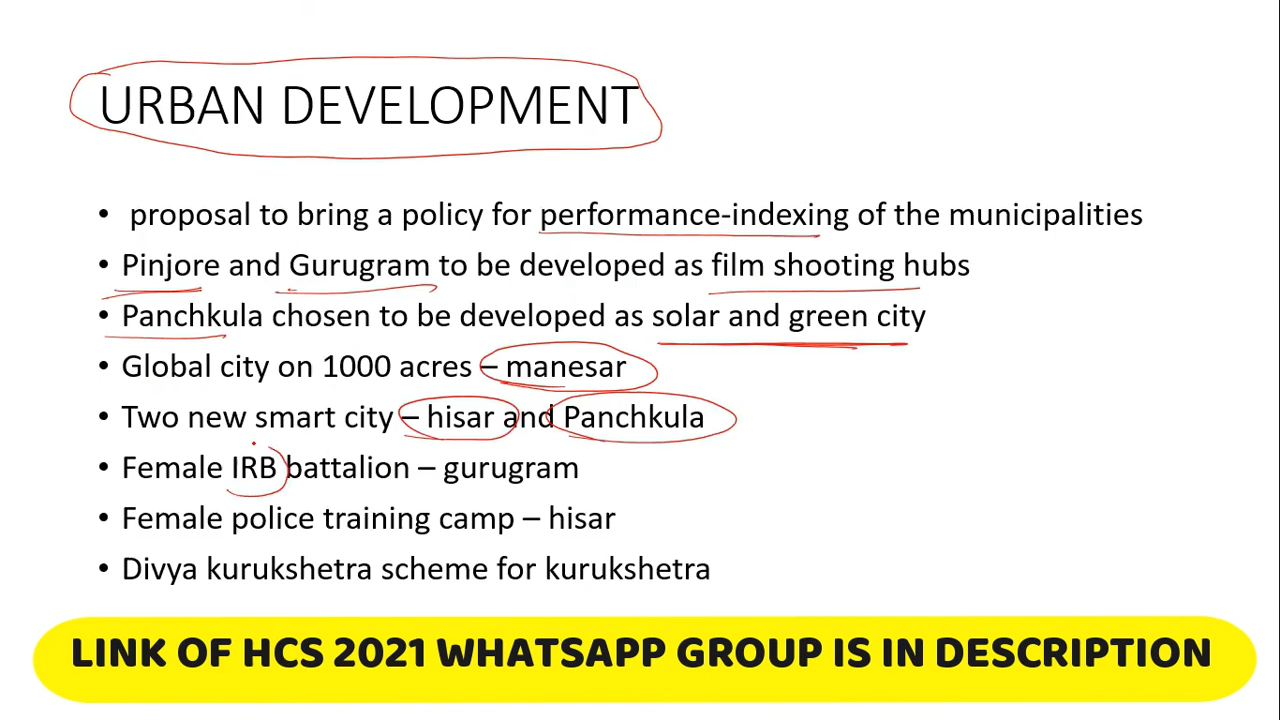 URBAN DEVELOPMENT
• proposal to bring a policy for performance-indexing of the municipalities
• Pinjore and Gurugram to be developed as film shooting hubs
• Panchkula chosen to be developed as solar and green city
• Global city on 1000 acres – manesar
• Two new smart city – hisar and Panchkula
• Female IRB battalion – gurugram
• Female police training camp – hisar
• Divya kurukshetra scheme for kurukshetra
LINK OF HCS 2021 WHATSAPP GROUP IS IN DESCRIPTION